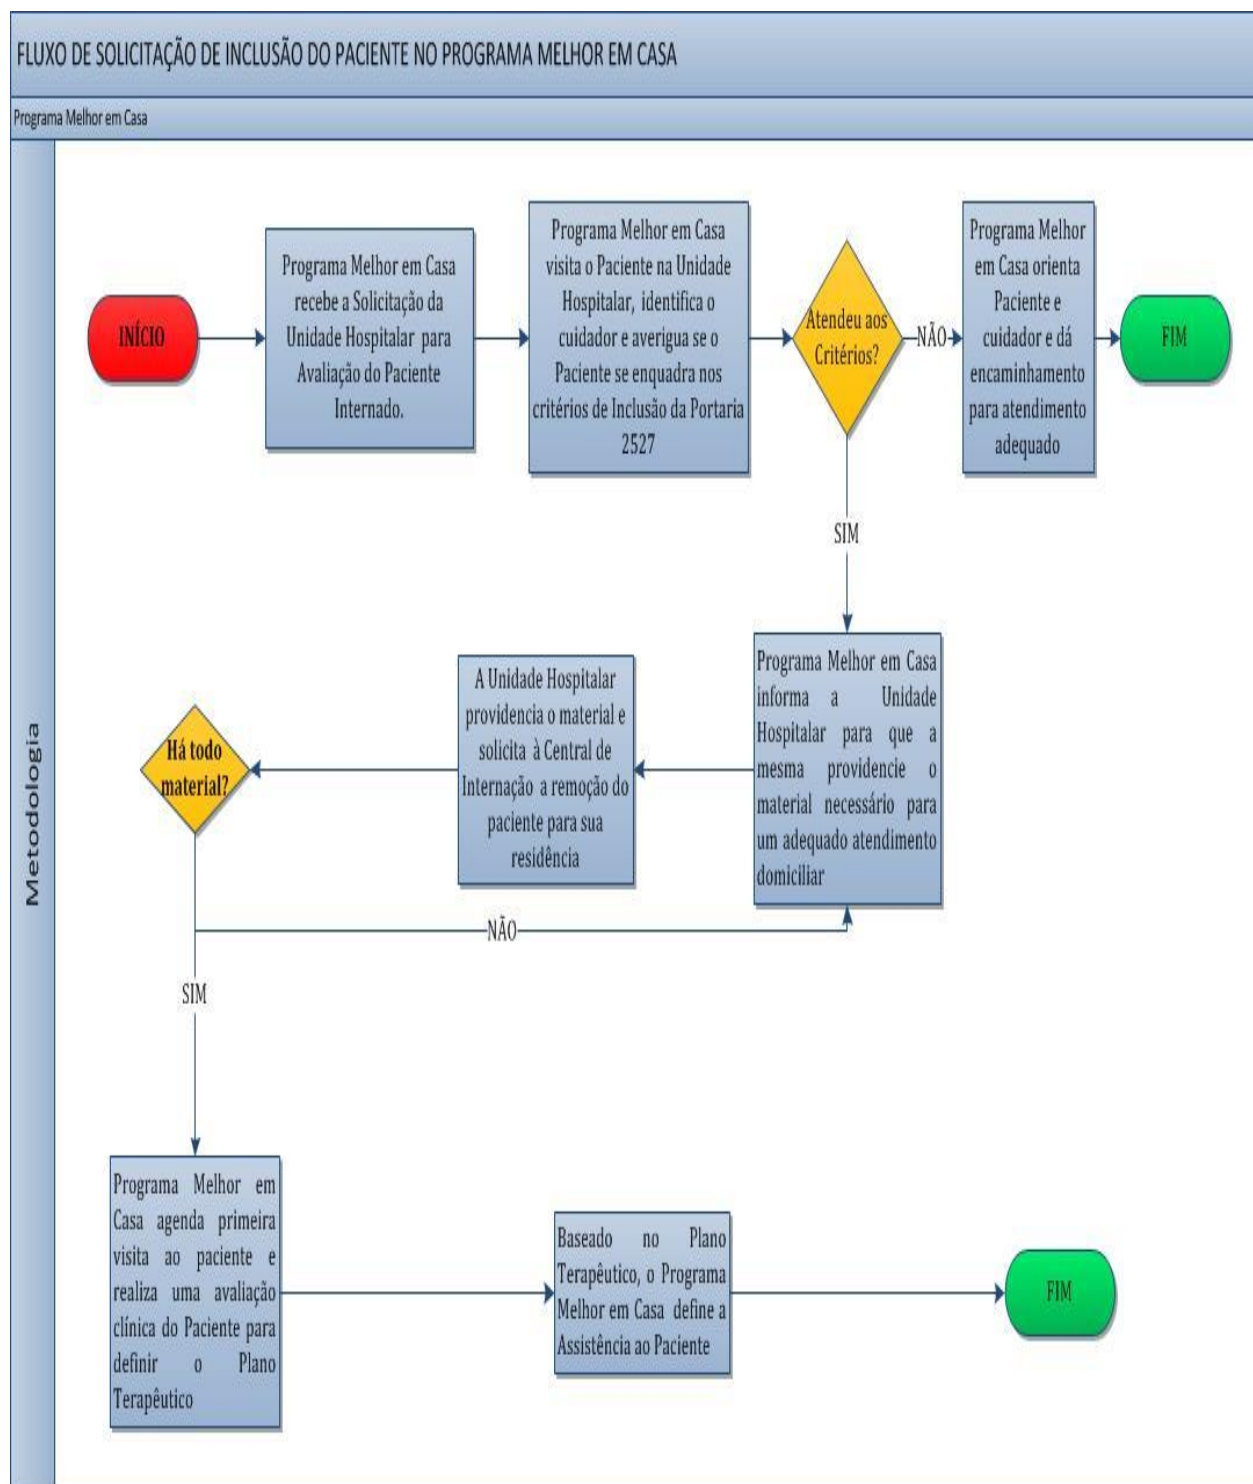 FLUXO DE SOLICITAÇÃO DE INCLUSÃO DO PACIENTE NO PROGRAMA MELHOR EM CASA
Programa Melhor em Casa
Metodologia
INÍCIO
Programa Melhor em Casa
recebe a Solicitação da
Unidade Hospitalar para
Avaliação do Paciente
Internado.
Programa Melhor em Casa
visita o Paciente na Unidade
Hospitalar, identifica o
cuidador e averigua se o
Paciente se enquadra nos
critérios de Inclusão da Portaria
2527
Atendeu aos
Critérios?
NÃO
Programa Melhor
em Casa orienta
Paciente e
cuidador e dá
encaminhamento
para atendimento
adequado
FIM
SIM
Programa Melhor em Casa
informa a Unidade
Hospitalar para que a
mesma providencie o
material necessário para
um adequado atendimento
domiciliar
A Unidade Hospitalar
providencia o material e
solicita à Central de
Internação a remoção do
paciente para sua
residência
Há todo
material?
NÃO
SIM
Programa Melhor em
Casa agenda primeira
visita ao paciente e
realiza uma avaliação
clínica do Paciente para
definir o Plano
Terapêutico
Baseado no Plano
Terapêutico, o Programa
Melhor em Casa define a
Assistência ao Paciente
FIM